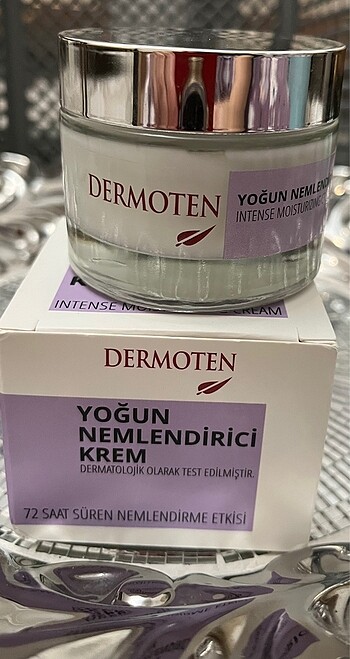 DERMOTEN
YOĞUN
INTENSE MOISTURIZING
INTENSE CREAM
DERMOTEN
YOĞUN
NEMLENDİRİCİ
KREM
DERMATOLOJİK OLARAK TEST EDİLMİŞTİR.
72 SAAT SÜREN NEMLENDİRME ETKİSİ